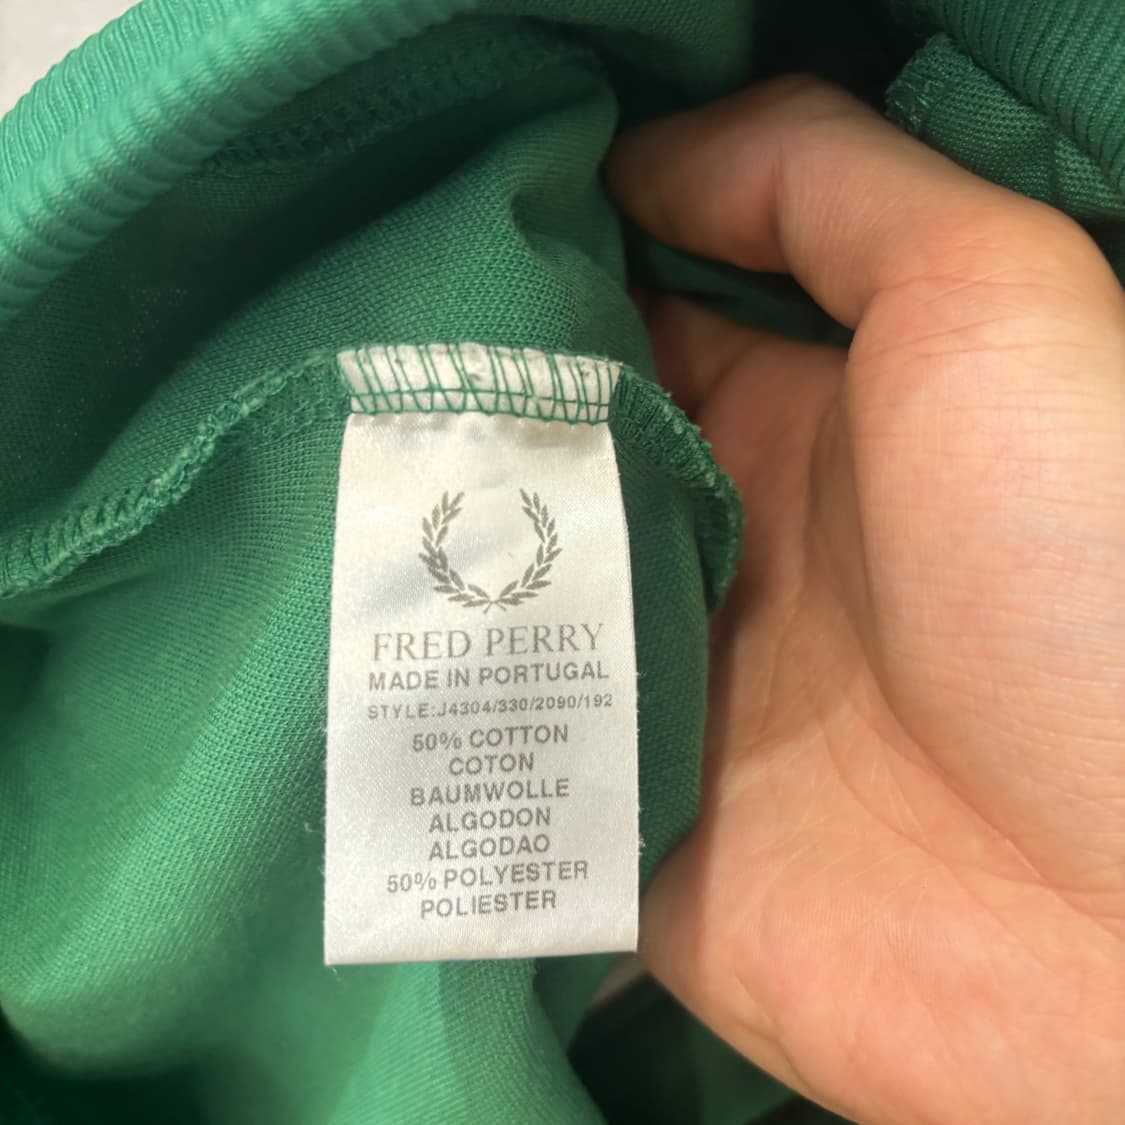 FRED PERRY
MADE IN PORTUGAL
STYLE:J4304/330/2090/192
50% COTTON
COTON
BAUMWOLLE
ALGODON
ALGODAO
50% POLYESTER
POLIESTER